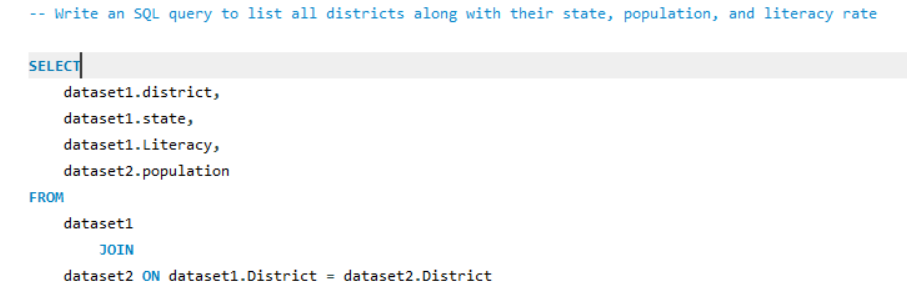 -- Write an SQL query to list all districts along with their state, population, and literacy rate
SELECT
dataset1.district,
dataset1.state,
dataset1.Literacy,
dataset2.population
FROM
dataset1
JOIN
dataset2 ON dataset1.District = dataset2.District